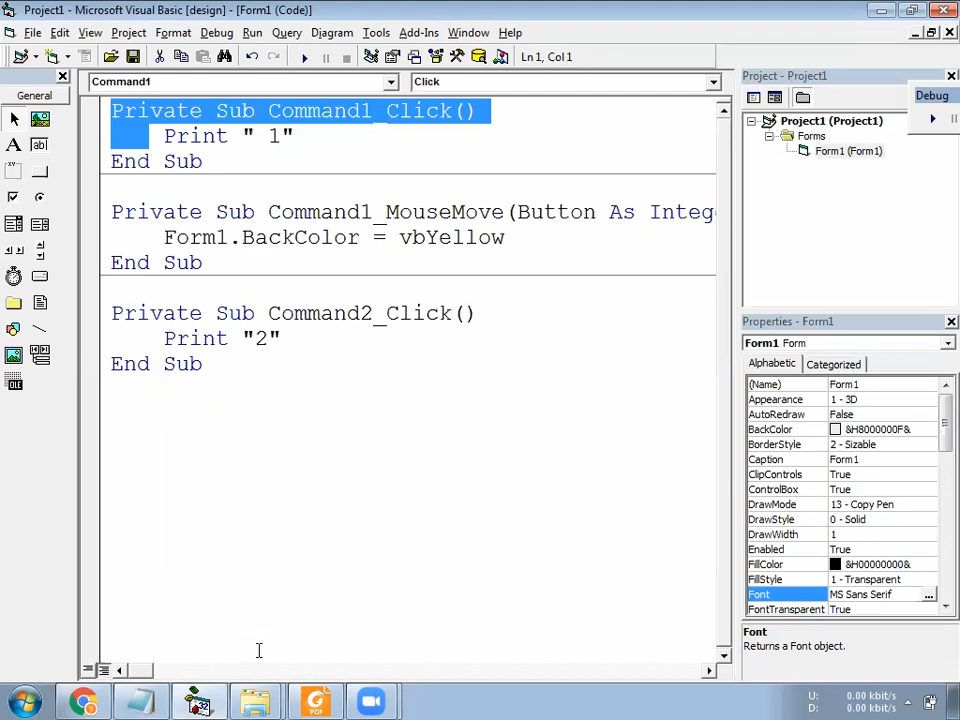 Project1 - Microsoft Visual Basic [design] - [Form1 (Code)]
File Edit View Project Format Debug Run Query Diagram Tools Add-Ins Window Help
Ln 1, Col 1
General
Command1
Click
Private Sub Command1_Click()
Print " 1"
End Sub
Private Sub Command1_MouseMove(Button As Intege
Form1.BackColor = vbYellow
End Sub
Private Sub Command2_Click()
Print "2"
End Sub
Project - Project1
Debug
Project1 (Project1)
Forms
Form1 (Form1)
Properties - Form1
Form1 Form
Alphabetic Categorized
(Name) Form1
Appearance 1 - 3D
AutoRedraw False
BackColor &H8000000F&
BorderStyle 2 - Sizable
Caption Form1
ClipControls True
ControlBox True
DrawMode 13 - Copy Pen
DrawStyle 0 - Solid
DrawWidth 1
Enabled True
FillColor &H00000000&
FillStyle 1 - Transparent
Font MS Sans Serif ...
FontTransparent True
Font
Returns a Font object.
A ab|
XY
OLE
32
PDF
U: 0.00 kbit/s
D: 0.00 kbit/s